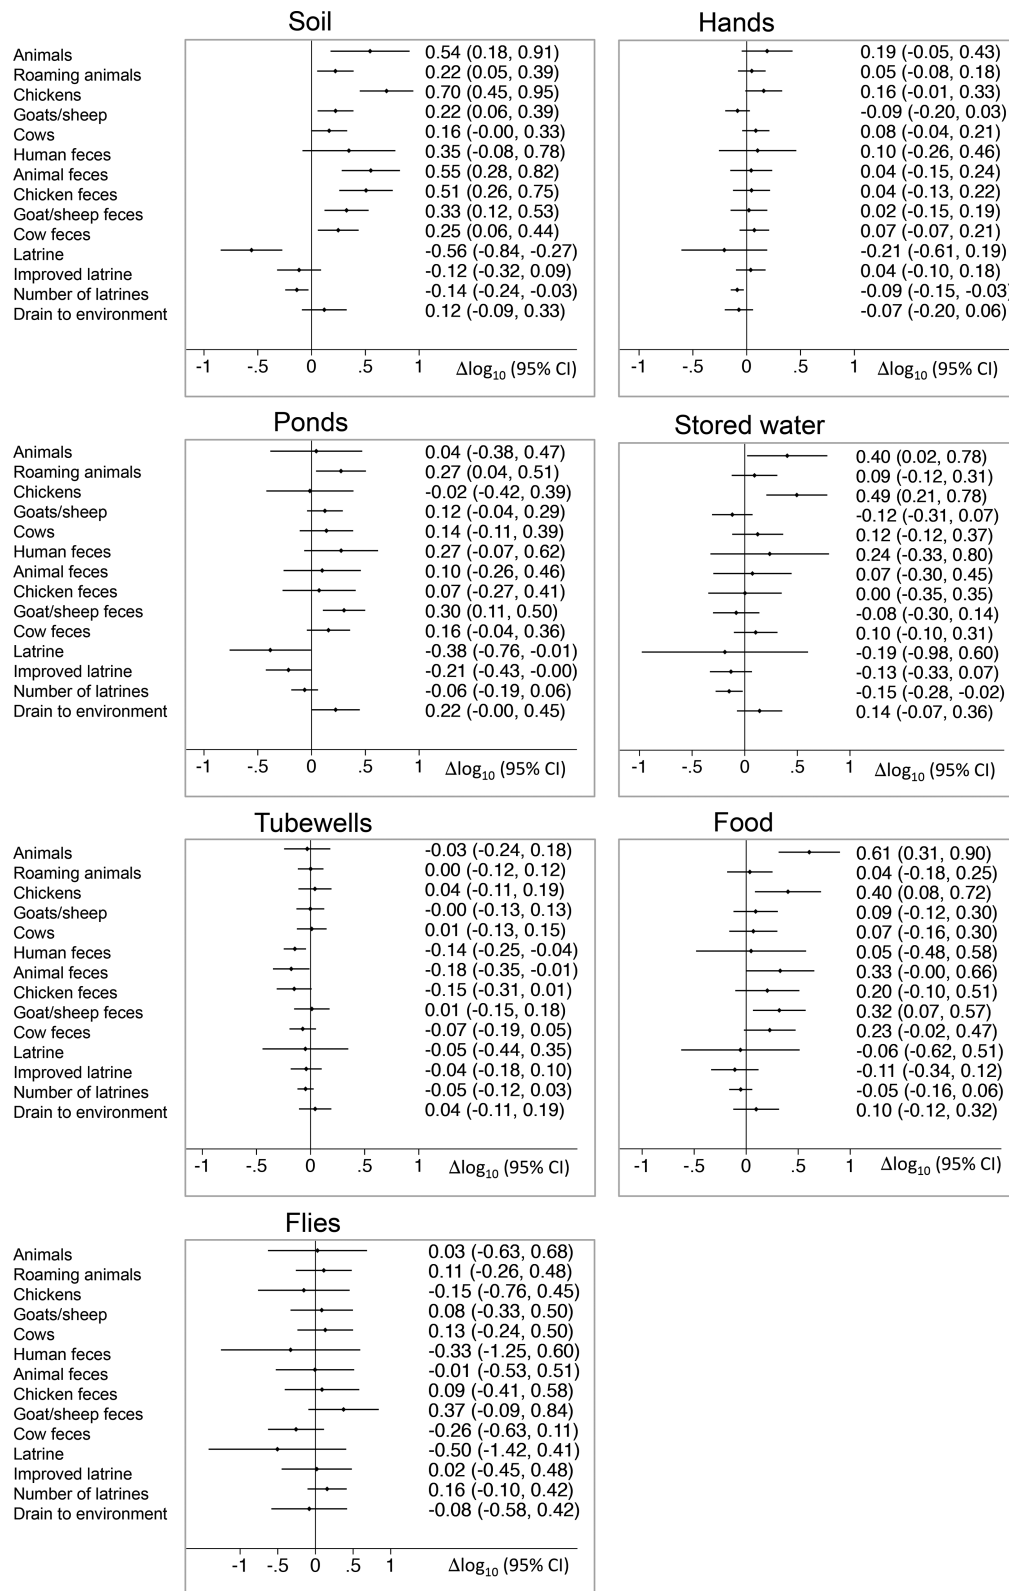 Soil
Animals 0.54 (0.18, 0.91)
Roaming animals 0.22 (0.05, 0.39)
Chickens 0.70 (0.45, 0.95)
Goats/sheep 0.22 (0.06, 0.39)
Cows 0.16 (-0.00, 0.33)
Human feces 0.35 (-0.08, 0.78)
Animal feces 0.55 (0.28, 0.82)
Chicken feces 0.51 (0.26, 0.75)
Goat/sheep feces 0.33 (0.12, 0.53)
Cow feces 0.25 (0.06, 0.44)
Latrine -0.56 (-0.84, -0.27)
Improved latrine -0.12 (-0.32, 0.09)
Number of latrines -0.14 (-0.24, -0.03)
Drain to environment 0.12 (-0.09, 0.33)
-1 -.5 0 .5 1 Δlog10 (95% CI)
Hands
0.19 (-0.05, 0.43)
0.05 (-0.08, 0.18)
0.16 (-0.01, 0.33)
-0.09 (-0.20, 0.03)
0.08 (-0.04, 0.21)
0.10 (-0.26, 0.46)
0.04 (-0.15, 0.24)
0.04 (-0.13, 0.22)
0.02 (-0.15, 0.19)
0.07 (-0.07, 0.21)
-0.21 (-0.61, 0.19)
0.04 (-0.10, 0.18)
-0.09 (-0.15, -0.03)
-0.07 (-0.20, 0.06)
-1 -.5 0 .5 1 Δlog10 (95% CI)
Ponds
Animals 0.04 (-0.38, 0.47)
Roaming animals 0.27 (0.04, 0.51)
Chickens -0.02 (-0.42, 0.39)
Goats/sheep 0.12 (-0.04, 0.29)
Cows 0.14 (-0.11, 0.39)
Human feces 0.27 (-0.07, 0.62)
Animal feces 0.10 (-0.26, 0.46)
Chicken feces 0.07 (-0.27, 0.41)
Goat/sheep feces 0.30 (0.11, 0.50)
Cow feces 0.16 (-0.04, 0.36)
Latrine -0.38 (-0.76, -0.01)
Improved latrine -0.21 (-0.43, -0.00)
Number of latrines -0.06 (-0.19, 0.06)
Drain to environment 0.22 (-0.00, 0.45)
-1 -.5 0 .5 1 Δlog10 (95% CI)
Stored water
0.40 (0.02, 0.78)
0.09 (-0.12, 0.31)
0.49 (0.21, 0.78)
-0.12 (-0.31, 0.07)
0.12 (-0.12, 0.37)
0.24 (-0.33, 0.80)
0.07 (-0.30, 0.45)
0.00 (-0.35, 0.35)
-0.08 (-0.30, 0.14)
0.10 (-0.10, 0.31)
-0.19 (-0.98, 0.60)
-0.13 (-0.33, 0.07)
-0.15 (-0.28, -0.02)
0.14 (-0.07, 0.36)
-1 -.5 0 .5 1 Δlog10 (95% CI)
Tubewells
Animals -0.03 (-0.24, 0.18)
Roaming animals 0.00 (-0.12, 0.12)
Chickens 0.04 (-0.11, 0.19)
Goats/sheep -0.00 (-0.13, 0.13)
Cows 0.01 (-0.13, 0.15)
Human feces -0.14 (-0.25, -0.04)
Animal feces -0.18 (-0.35, -0.01)
Chicken feces -0.15 (-0.31, 0.01)
Goat/sheep feces 0.01 (-0.15, 0.18)
Cow feces -0.07 (-0.19, 0.05)
Latrine -0.05 (-0.44, 0.35)
Improved latrine -0.04 (-0.18, 0.10)
Number of latrines -0.05 (-0.12, 0.03)
Drain to environment 0.04 (-0.11, 0.19)
-1 -.5 0 .5 1 Δlog10 (95% CI)
Food
0.61 (0.31, 0.90)
0.04 (-0.18, 0.25)
0.40 (0.08, 0.72)
0.09 (-0.12, 0.30)
0.07 (-0.16, 0.30)
0.05 (-0.48, 0.58)
0.33 (-0.00, 0.66)
0.20 (-0.10, 0.51)
0.32 (0.07, 0.57)
0.23 (-0.02, 0.47)
-0.06 (-0.62, 0.51)
-0.11 (-0.34, 0.12)
-0.05 (-0.16, 0.06)
0.10 (-0.12, 0.32)
-1 -.5 0 .5 1 Δlog10 (95% CI)
Flies
Animals 0.03 (-0.63, 0.68)
Roaming animals 0.11 (-0.26, 0.48)
Chickens -0.15 (-0.76, 0.45)
Goats/sheep 0.08 (-0.33, 0.50)
Cows 0.13 (-0.24, 0.50)
Human feces -0.33 (-1.25, 0.60)
Animal feces -0.01 (-0.53, 0.51)
Chicken feces 0.09 (-0.41, 0.58)
Goat/sheep feces 0.37 (-0.09, 0.84)
Cow feces -0.26 (-0.63, 0.11)
Latrine -0.50 (-1.42, 0.41)
Improved latrine 0.02 (-0.45, 0.48)
Number of latrines 0.16 (-0.10, 0.42)
Drain to environment -0.08 (-0.58, 0.42)
-1 -.5 0 .5 1 Δlog10 (95% CI)